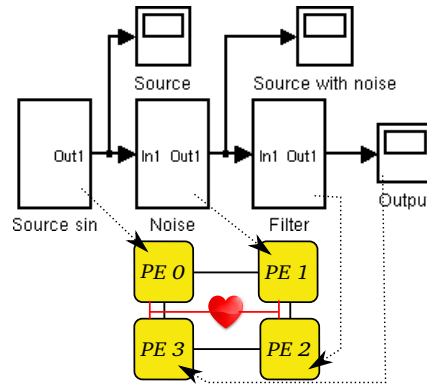 Source
Source with noise
Out1
In1 Out1
In1 Out1
Source sin
Noise
Filter
Output
PE 0
PE 1
PE 3
PE 2